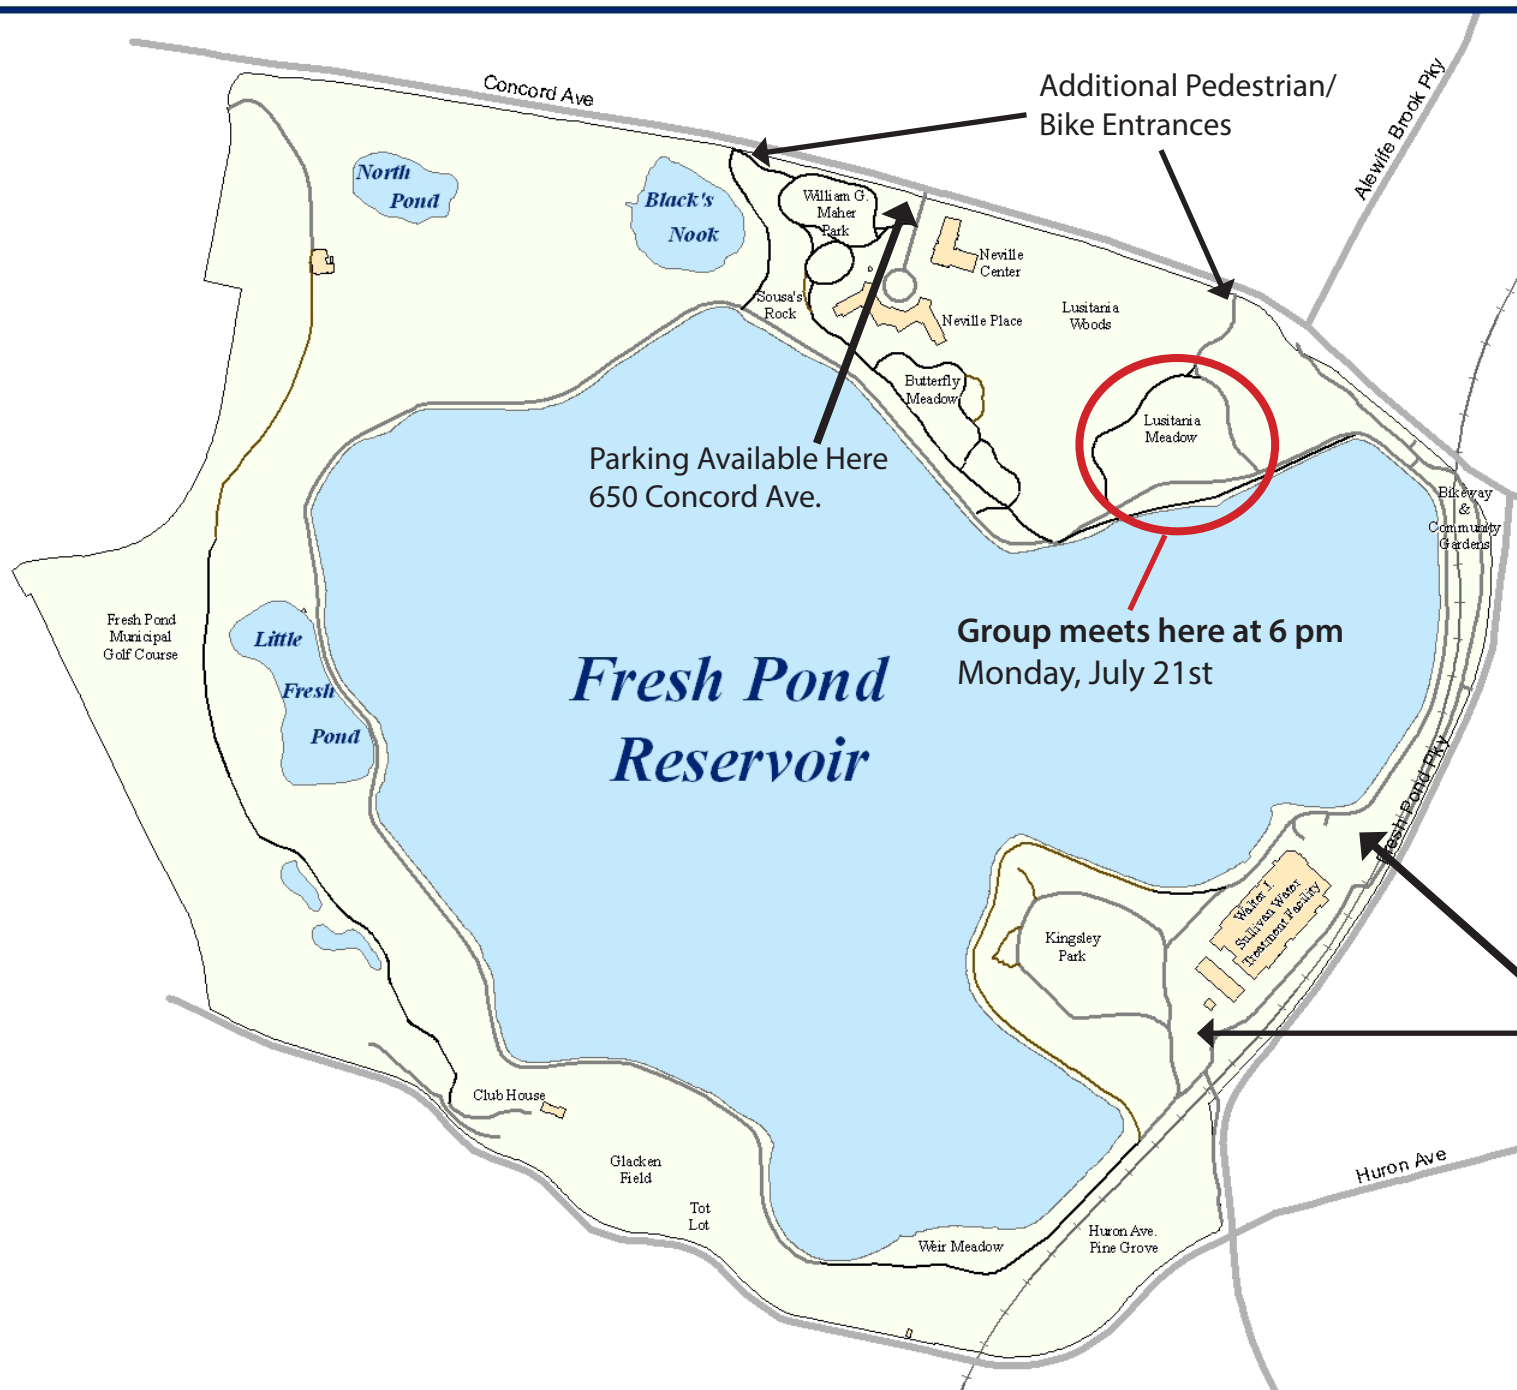 Concord Ave
Additional Pedestrian/
Bike Entrances
Alewife Brook Pky
North
Pond
Black's
Nook
William G.
Maher
Park
Neville
Center
Sousa's
Rock
Neville Place
Lusitania
Woods
Butterfly
Meadow
Lusitania
Meadow
Parking Available Here
650 Concord Ave.
Bikeway
&
Community
Gardens
Fresh Pond
Municipal
Golf Course
Little
Fresh
Pond
Group meets here at 6 pm
Monday, July 21st
Fresh Pond
Reservoir
Fresh Pond Pky
Walter J.
Sullivan Water
Treatment Facility
Kingsley
Park
Club House
Glacken
Field
Tot
Lot
Weir Meadow
Huron Ave.
Pine Grove
Huron Ave